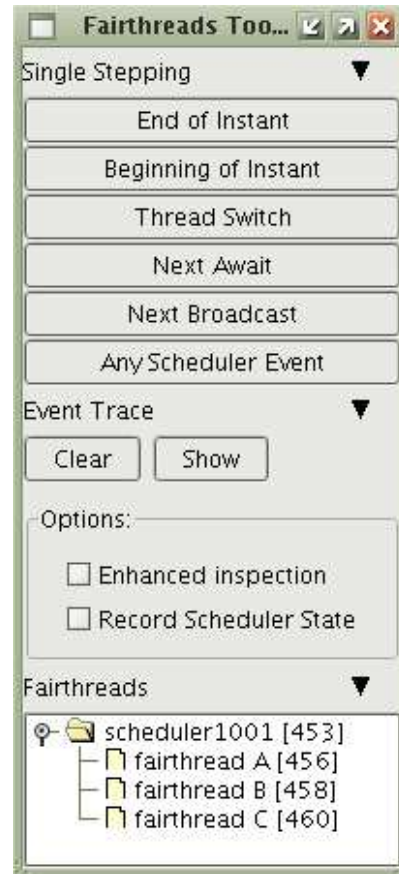 Fairthreads Too...
Single Stepping
End of Instant
Beginning of Instant
Thread Switch
Next Await
Next Broadcast
Any Scheduler Event
Event Trace
Clear Show
Options:
Enhanced inspection
Record Scheduler State
Fairthreads
scheduler1001 [453]
fairthread A [456]
fairthread B [458]
fairthread C [460]